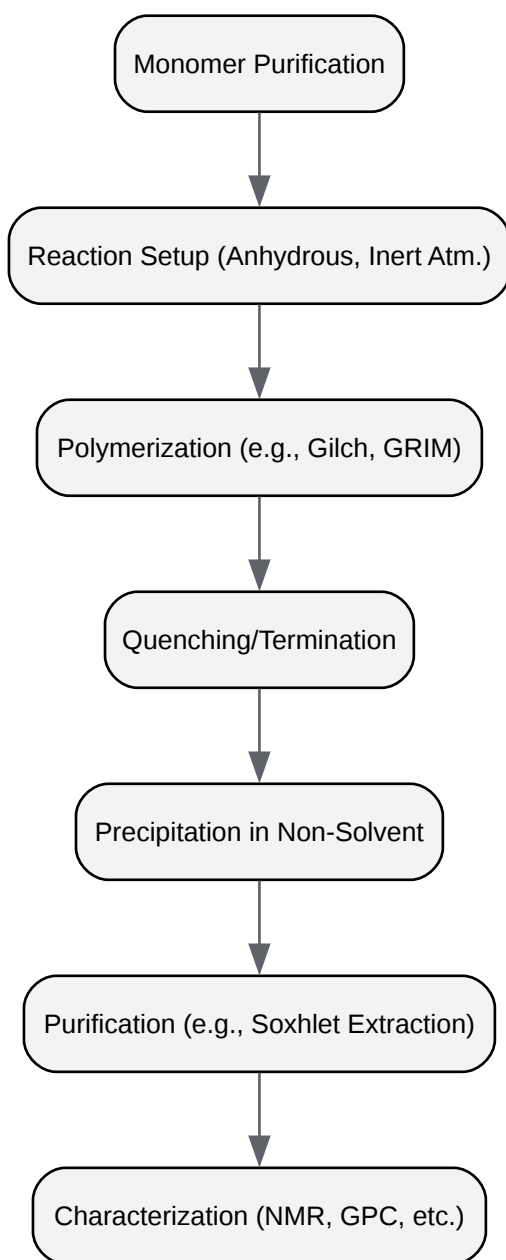 Monomer Purification
Reaction Setup (Anhydrous, Inert Atm.)
Polymerization (e.g., Gilch, GRIM)
Quenching/Termination
Precipitation in Non-Solvent
Purification (e.g., Soxhlet Extraction)
Characterization (NMR, GPC, etc.)